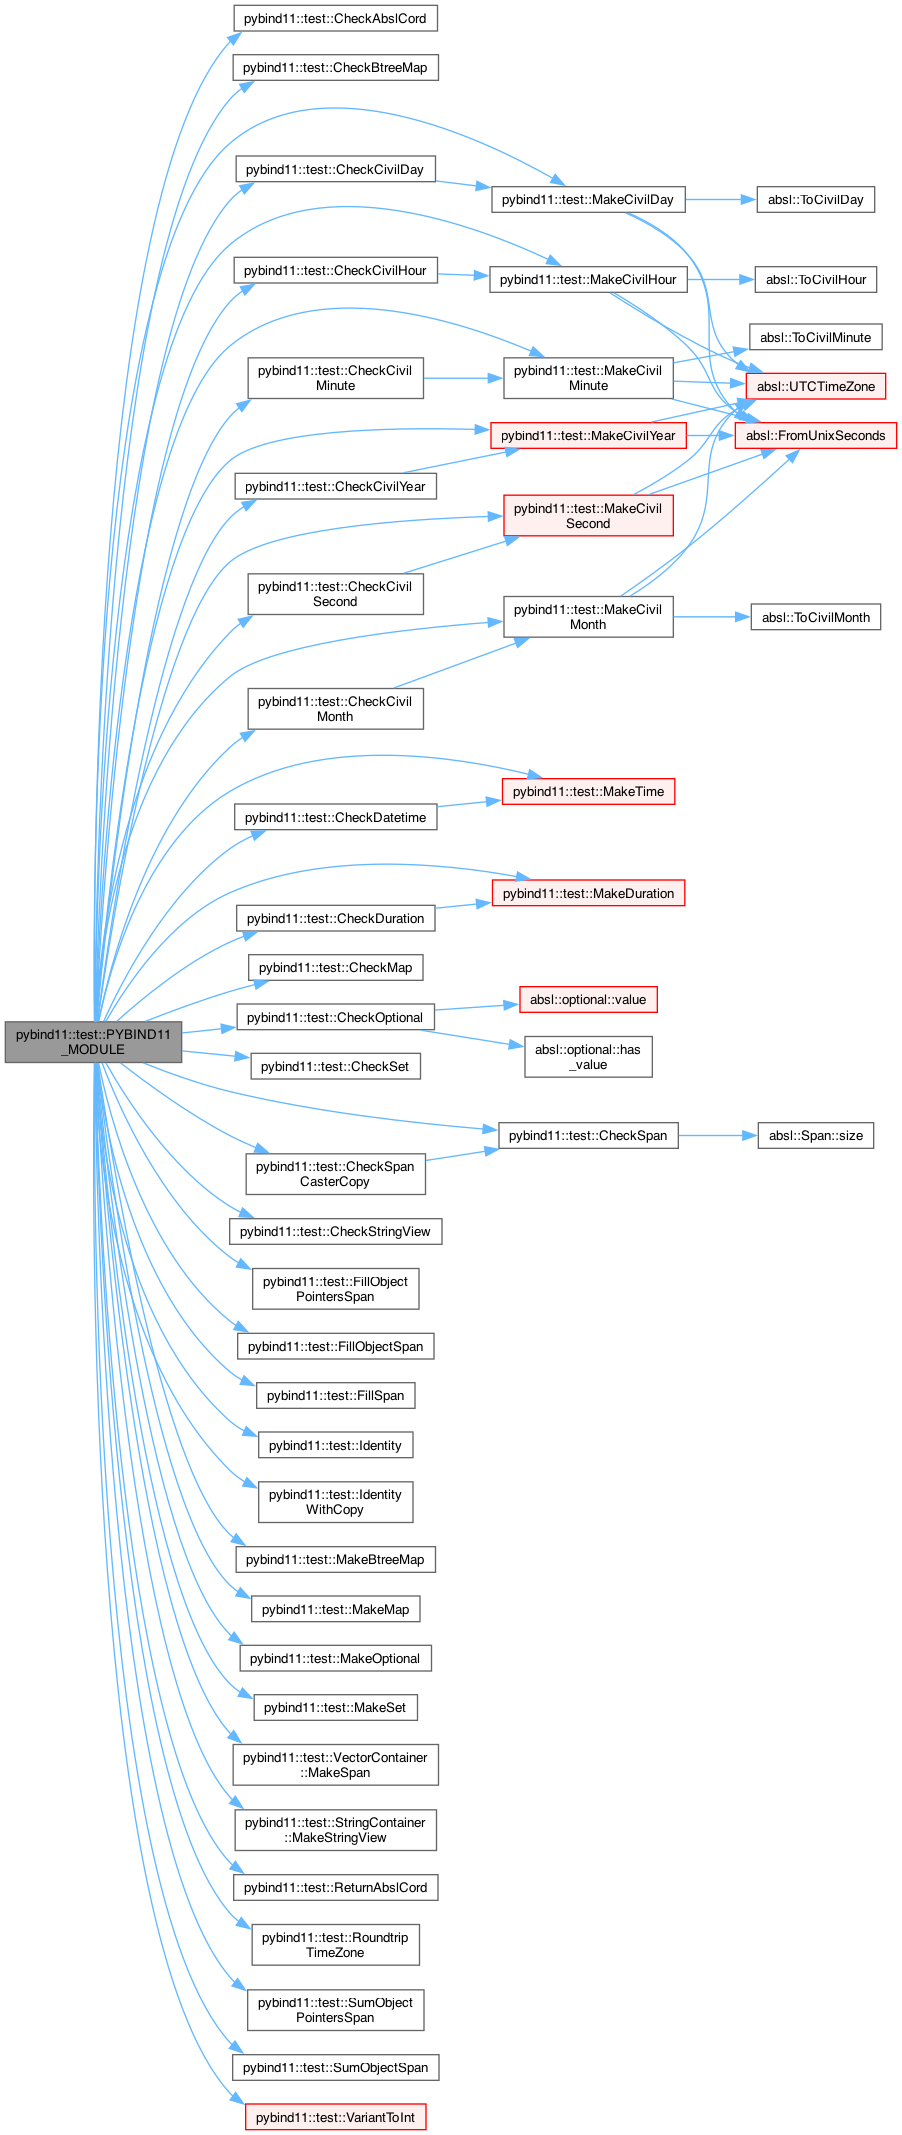 pybind11::test::PYBIND11
_MODULE
pybind11::test::CheckAbslCord
pybind11::test::CheckBtreeMap
pybind11::test::CheckCivilDay
pybind11::test::MakeCivilDay
absl::ToCivilDay
pybind11::test::CheckCivilHour
pybind11::test::MakeCivilHour
absl::ToCivilHour
absl::ToCivilMinute
pybind11::test::CheckCivil
Minute
pybind11::test::MakeCivil
Minute
absl::UTCTimeZone
pybind11::test::MakeCivilYear
absl::FromUnixSeconds
pybind11::test::CheckCivilYear
pybind11::test::MakeCivil
Second
pybind11::test::CheckCivil
Second
pybind11::test::MakeCivil
Month
absl::ToCivilMonth
pybind11::test::CheckCivil
Month
pybind11::test::MakeTime
pybind11::test::CheckDatetime
pybind11::test::MakeDuration
pybind11::test::CheckDuration
pybind11::test::CheckMap
absl::optional::value
pybind11::test::CheckOptional
absl::optional::has
_value
pybind11::test::CheckSet
pybind11::test::CheckSpan
absl::Span::size
pybind11::test::CheckSpan
CasterCopy
pybind11::test::CheckStringView
pybind11::test::FillObject
PointersSpan
pybind11::test::FillObjectSpan
pybind11::test::FillSpan
pybind11::test::Identity
pybind11::test::Identity
WithCopy
pybind11::test::MakeBtreeMap
pybind11::test::MakeMap
pybind11::test::MakeOptional
pybind11::test::MakeSet
pybind11::test::VectorContainer
::MakeSpan
pybind11::test::StringContainer
::MakeStringView
pybind11::test::ReturnAbslCord
pybind11::test::Roundtrip
TimeZone
pybind11::test::SumObject
PointersSpan
pybind11::test::SumObjectSpan
pybind11::test::VariantToInt